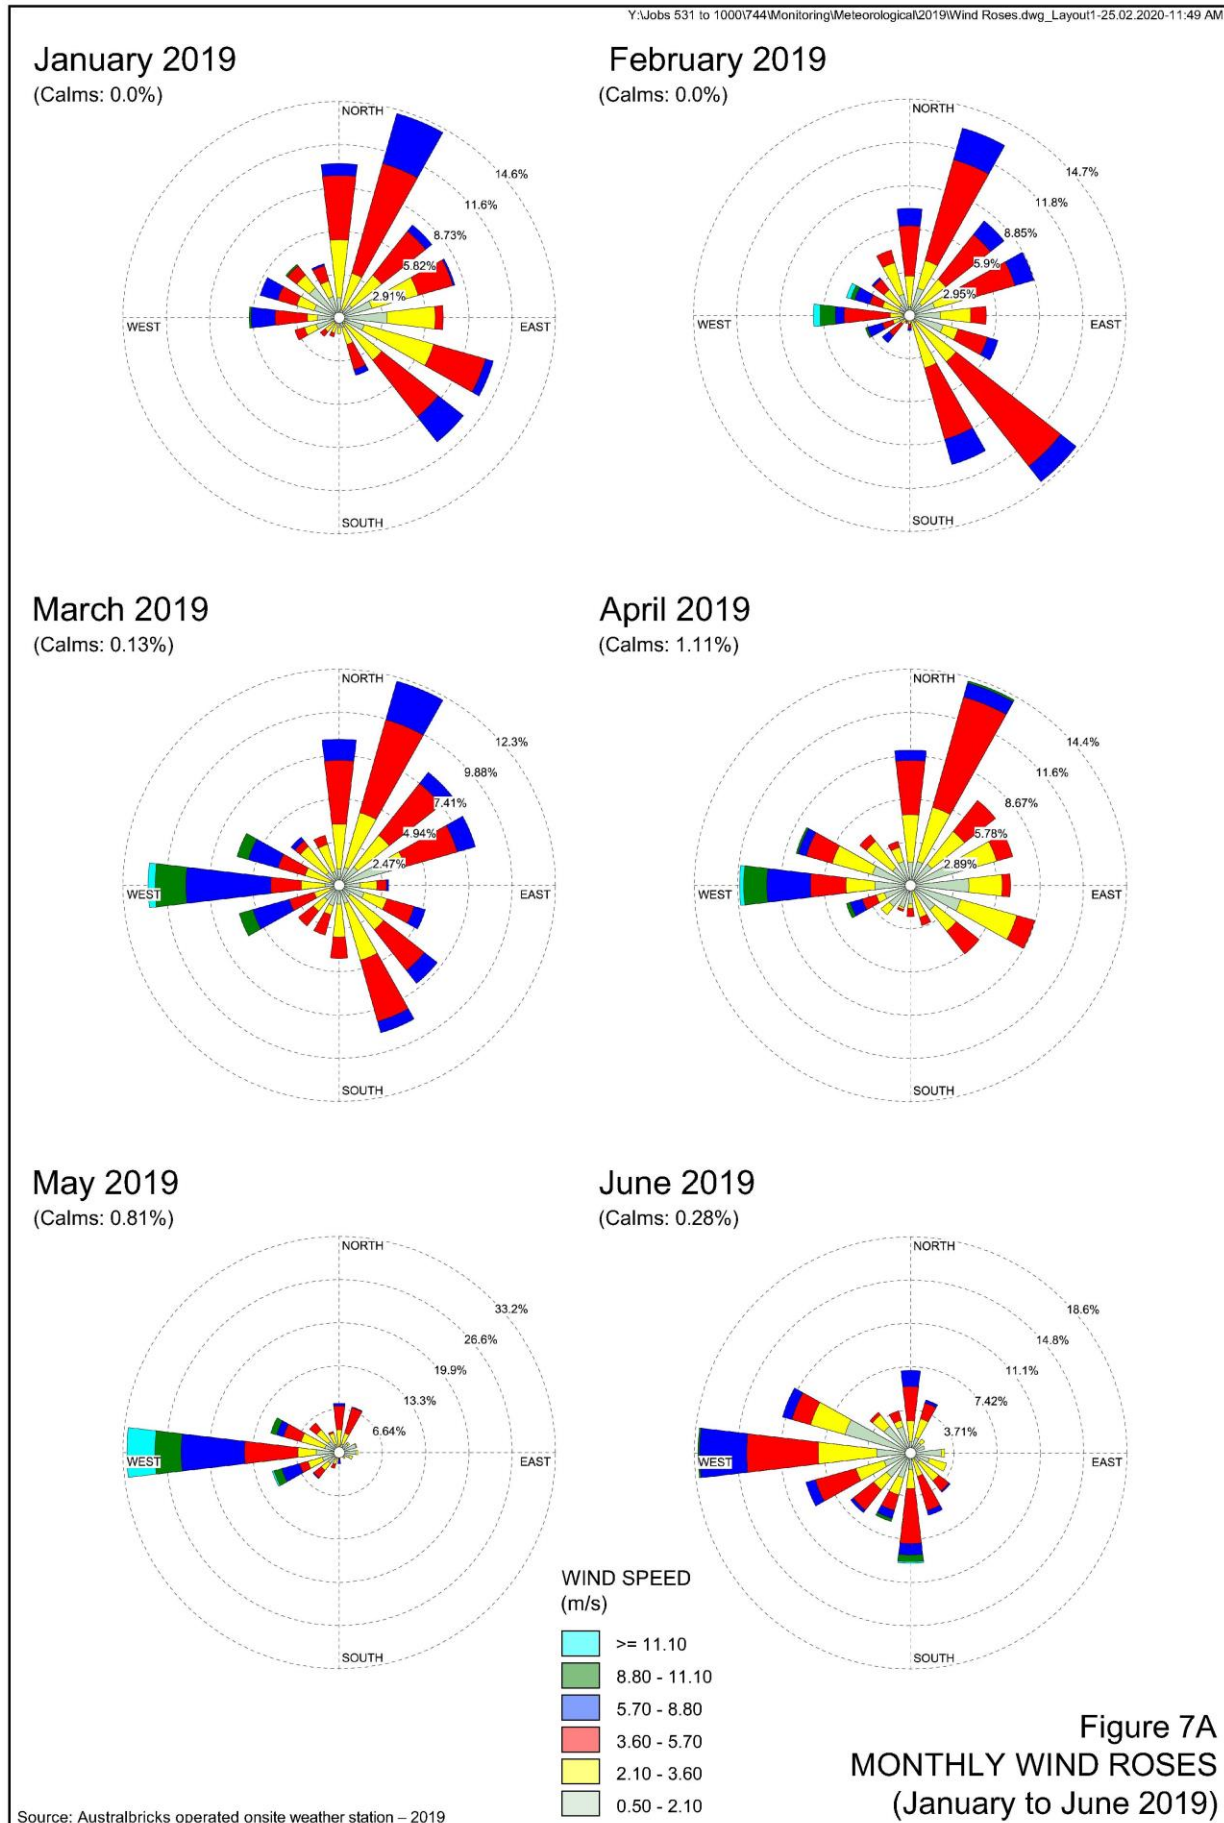 Y:\Jobs 531 to 1000\744\Monitoring\Meteorological\2019\Wind Roses.dwg_Layout1-25.02.2020-11:49 AM
January 2019
(Calms: 0.0%)
NORTH
14.6%
11.6%
8.73%
5.82%
2.91%
WEST
EAST
SOUTH
February 2019
(Calms: 0.0%)
NORTH
14.7%
11.8%
8.85%
5.9%
2.95%
WEST
EAST
SOUTH
March 2019
(Calms: 0.13%)
NORTH
12.3%
9.88%
7.41%
4.94%
2.47%
WEST
EAST
SOUTH
April 2019
(Calms: 1.11%)
NORTH
14.4%
11.6%
8.67%
5.78%
2.89%
WEST
EAST
SOUTH
May 2019
(Calms: 0.81%)
NORTH
33.2%
26.6%
19.9%
13.3%
6.64%
WEST
EAST
SOUTH
June 2019
(Calms: 0.28%)
NORTH
18.6%
14.8%
11.1%
7.42%
3.71%
WEST
EAST
SOUTH
WIND SPEED
(m/s)
>= 11.10
8.80 - 11.10
5.70 - 8.80
3.60 - 5.70
2.10 - 3.60
0.50 - 2.10
Figure 7A
MONTHLY WIND ROSES
(January to June 2019)
Source: Australbricks operated onsite weather station – 2019